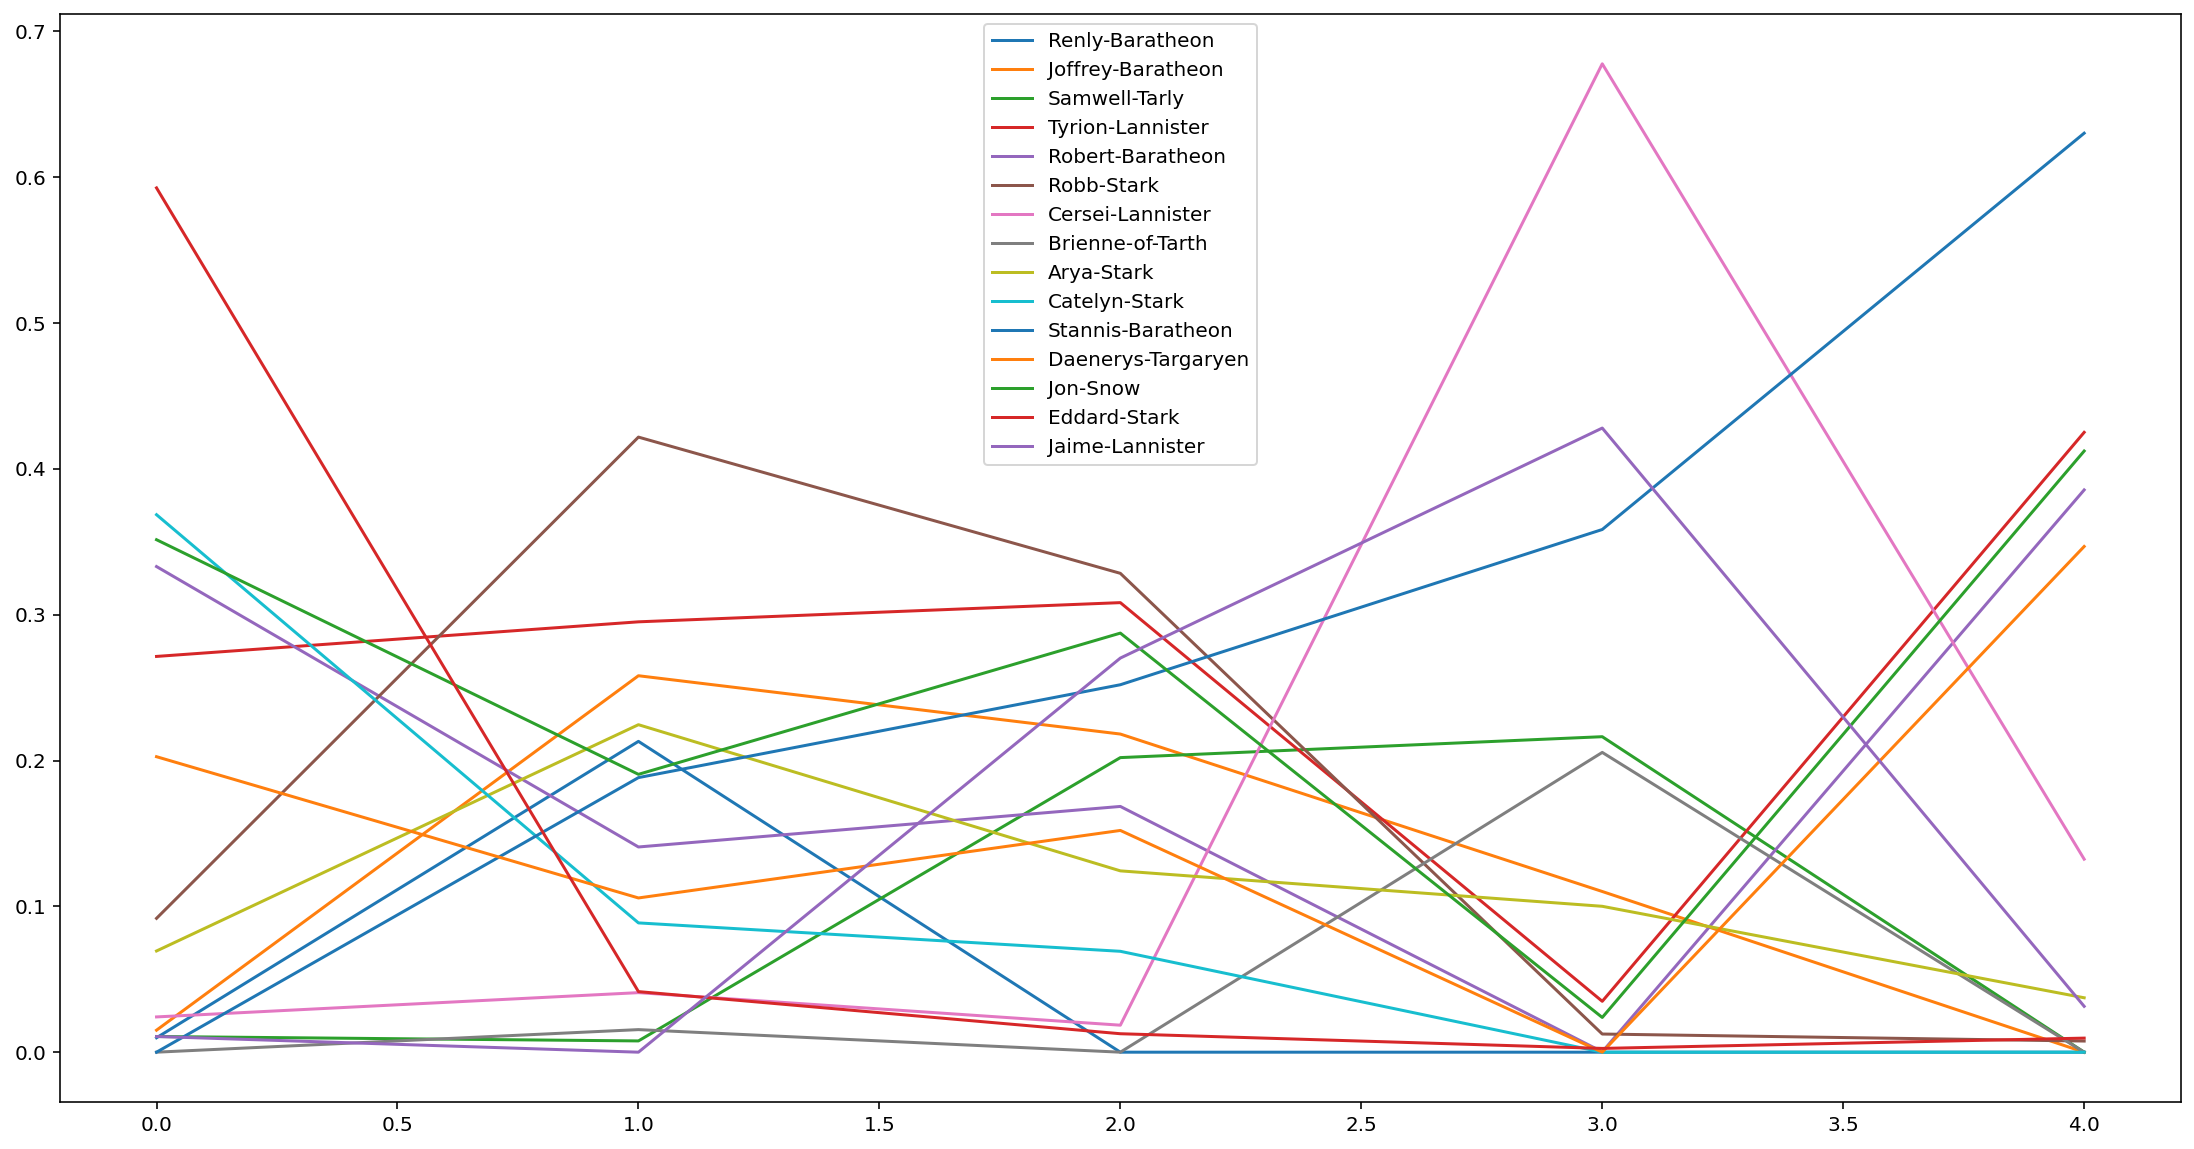 0.7
0.6
0.5
0.4
0.3
0.2
0.1
0.0
Renly-Baratheon
Joffrey-Baratheon
Samwell-Tarly
Tyrion-Lannister
Robert-Baratheon
Robb-Stark
Cersei-Lannister
Brienne-of-Tarth
Arya-Stark
Catelyn-Stark
Stannis-Baratheon
Daenerys-Targaryen
Jon-Snow
Eddard-Stark
Jaime-Lannister
0.0 0.5 1.0 1.5 2.0 2.5 3.0 3.5 4.0